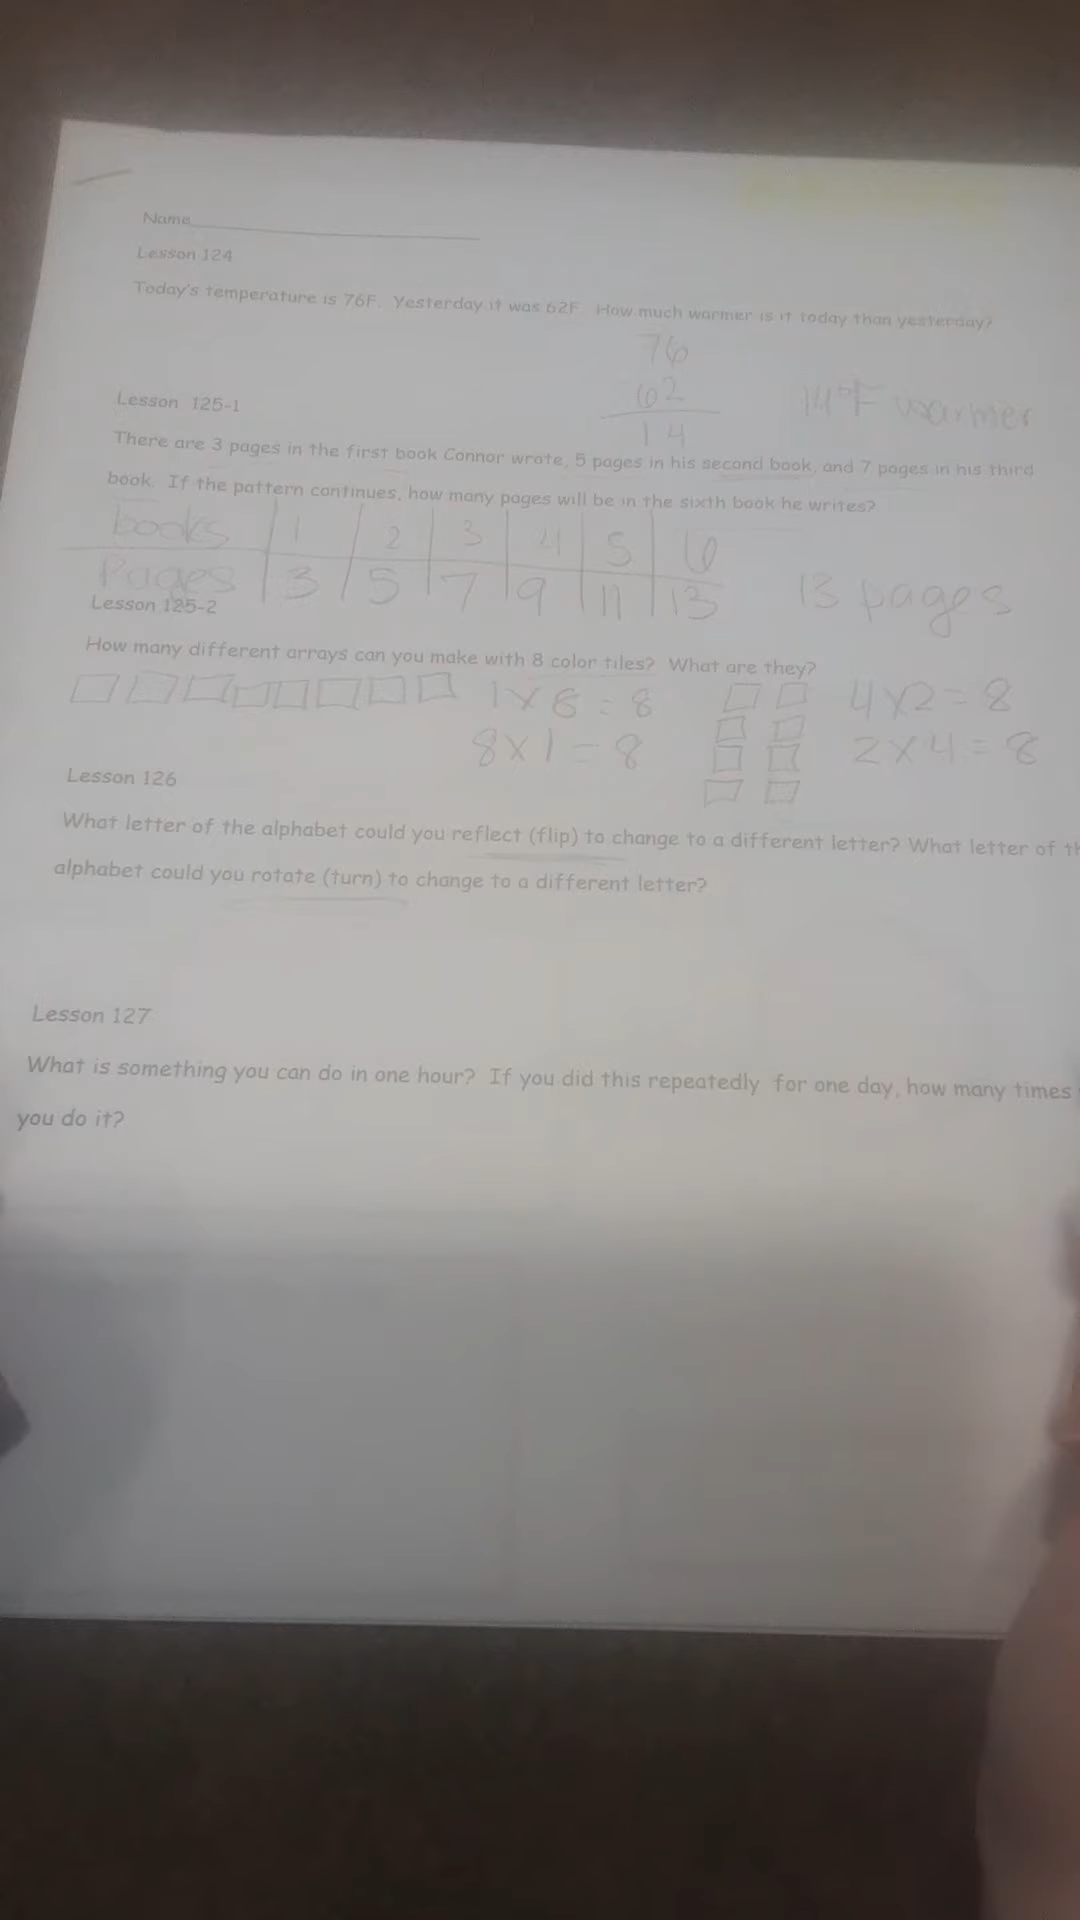 Name
Lesson 124
Today's temperature is 76F. Yesterday it was 62F. How much warmer is it today than yesterday?
76
62
14
14°F warmer
Lesson 125-1
There are 3 pages in the first book Connor wrote, 5 pages in his second book, and 7 pages in his third
book. If the pattern continues, how many pages will be in the sixth book he writes?
books 1 2 3 4 5 6
Pages 3 5 7 9 11 13
13 pages
Lesson 125-2
How many different arrays can you make with 8 color tiles? What are they?
1 x 8 = 8 4 x 2 = 8
8 x 1 = 8 2 x 4 = 8
Lesson 126
What letter of the alphabet could you reflect (flip) to change to a different letter? What letter of
alphabet could you rotate (turn) to change to a different letter?
Lesson 127
What is something you can do in one hour? If you did this repeatedly for one day, how many times
you do it?